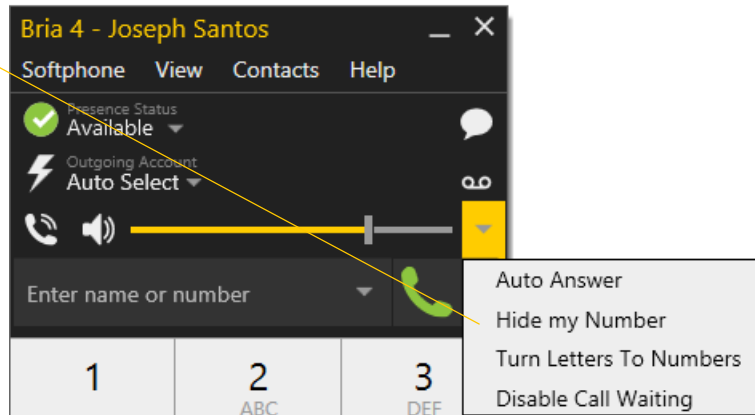 Bria 4 - Joseph Santos
Softphone View Contacts Help
Presence Status
Available
Outgoing Account
Auto Select
Enter name or number
Auto Answer
Hide my Number
Turn Letters To Numbers
Disable Call Waiting
1 2 3
ABC DEF